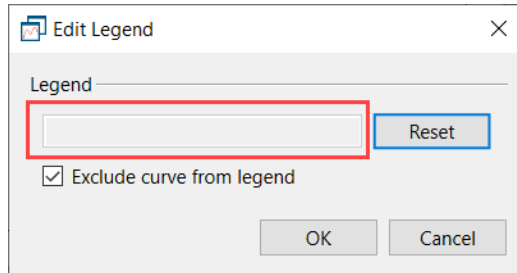 Edit Legend
Legend
Reset
Exclude curve from legend
OK Cancel